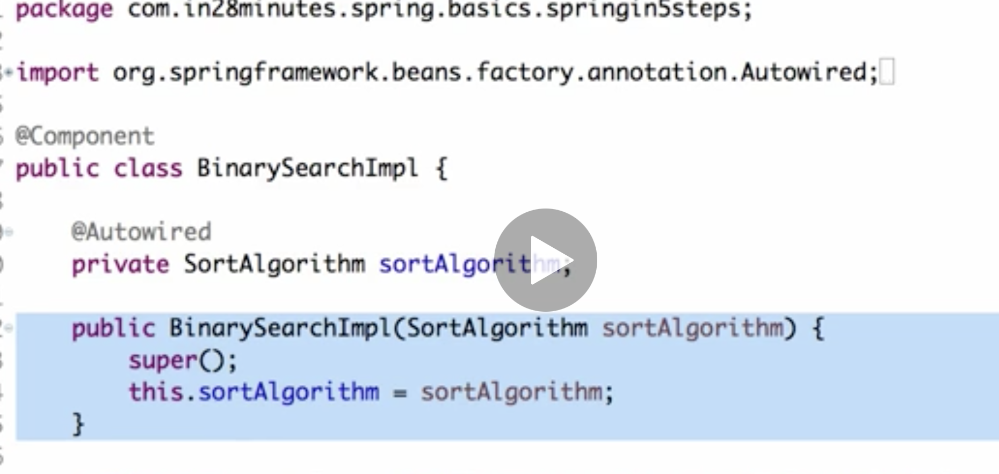 package com.in28minutes.spring.basics.springin5steps;
import org.springframework.beans.factory.annotation.Autowired;
@Component
public class BinarySearchImpl {
@Autowired
private SortAlgorithm sortAlgorithm;
public BinarySearchImpl(SortAlgorithm sortAlgorithm) {
super();
this.sortAlgorithm = sortAlgorithm;
}